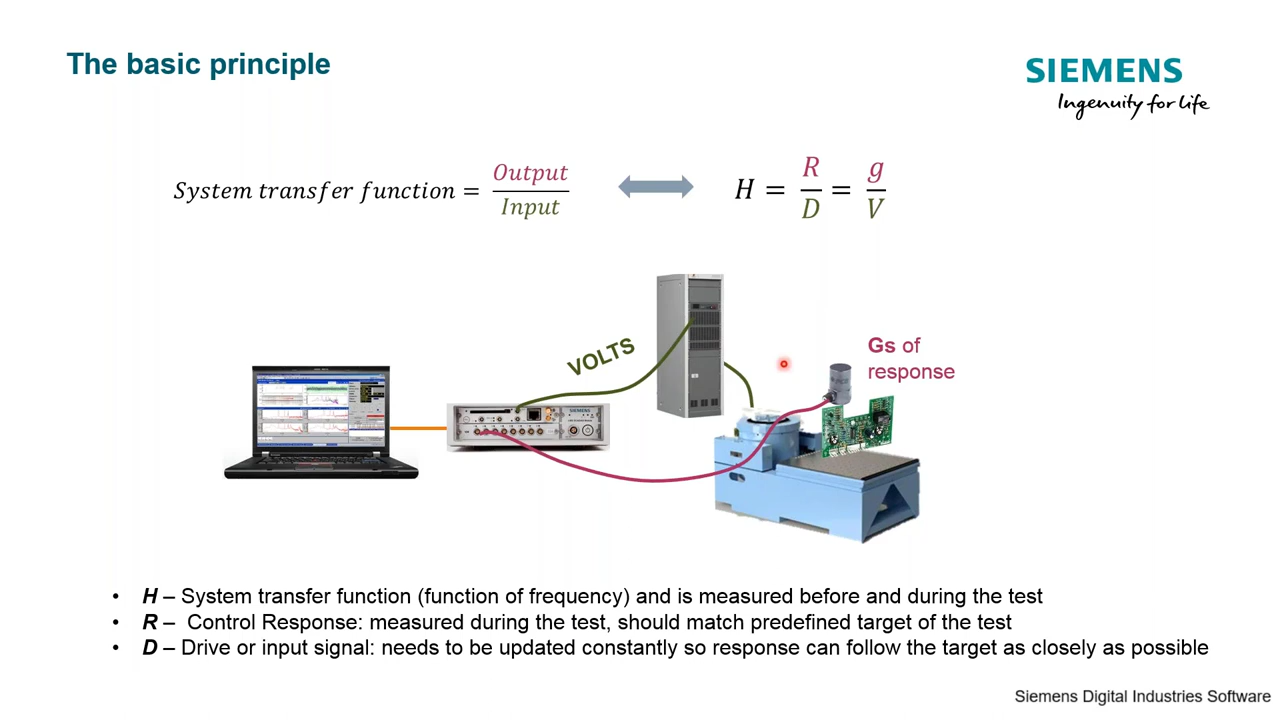 The basic principle
SIEMENS
Ingenuity for life
System transfer function = Output / Input
H = R / D = g / V
VOLTS
Gs of
response
SIEMENS
• H – System transfer function (function of frequency) and is measured before and during the test
• R – Control Response: measured during the test, should match predefined target of the test
• D – Drive or input signal: needs to be updated constantly so response can follow the target as closely as possible
Siemens Digital Industries Software